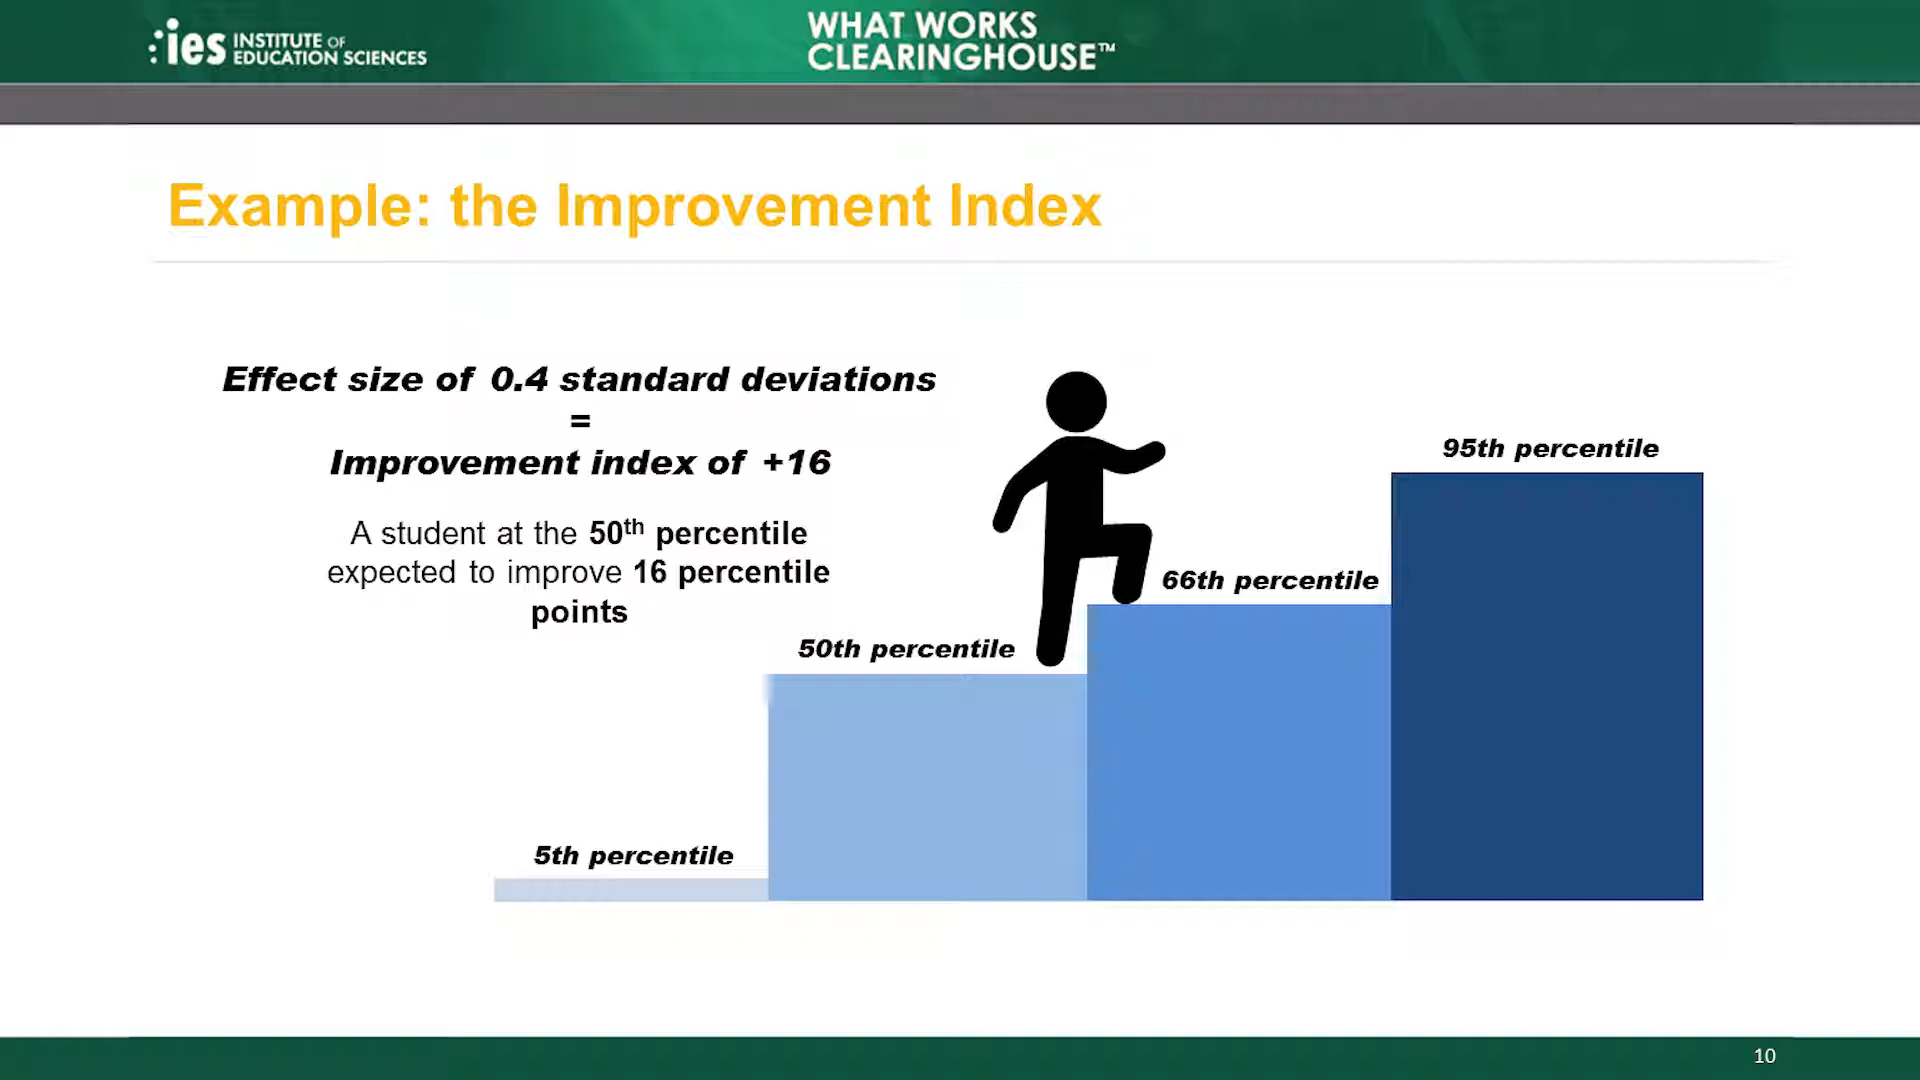 ies INSTITUTE OF
EDUCATION SCIENCES
WHAT WORKS
CLEARINGHOUSE™
Example: the Improvement Index
Effect size of 0.4 standard deviations
=
Improvement index of +16
A student at the 50th percentile
expected to improve 16 percentile
points
5th percentile
50th percentile
66th percentile
95th percentile
10